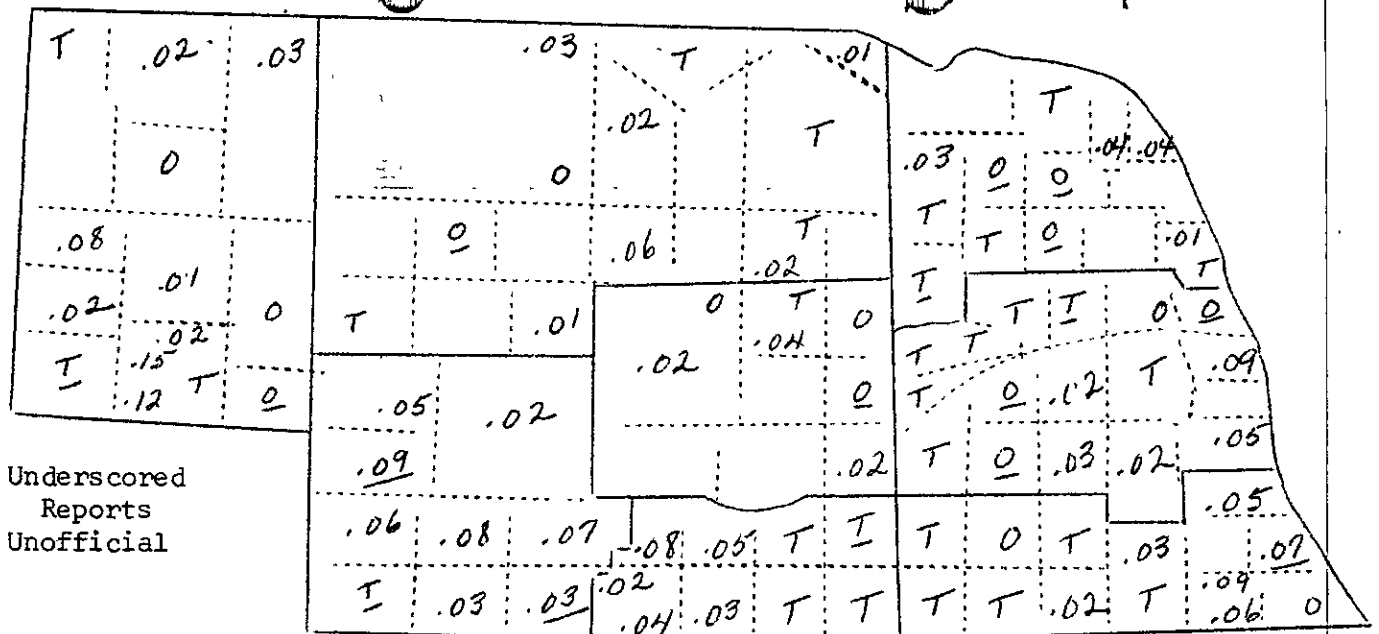 T .02 .03 .03 T .01
.02 T T
0 0 .03 0 0 .04 .04
.08 0 .06 T .02 T T 0 .01
.01 T T
.02 0 T .01 0 T 0 T T 0 0
.02 .02 .04 T T
T .15 T 0 .05 .02 0 T 0 T .09
.12
.09 .02 T 0 .03 .02 .05
Underscored
Reports
Unofficial
.06 .08 .07 .08 .05 T T T 0 T .03 .05
.07
T .03 .03 .02 .03 T T T T .02 T .09
.04 .06 0